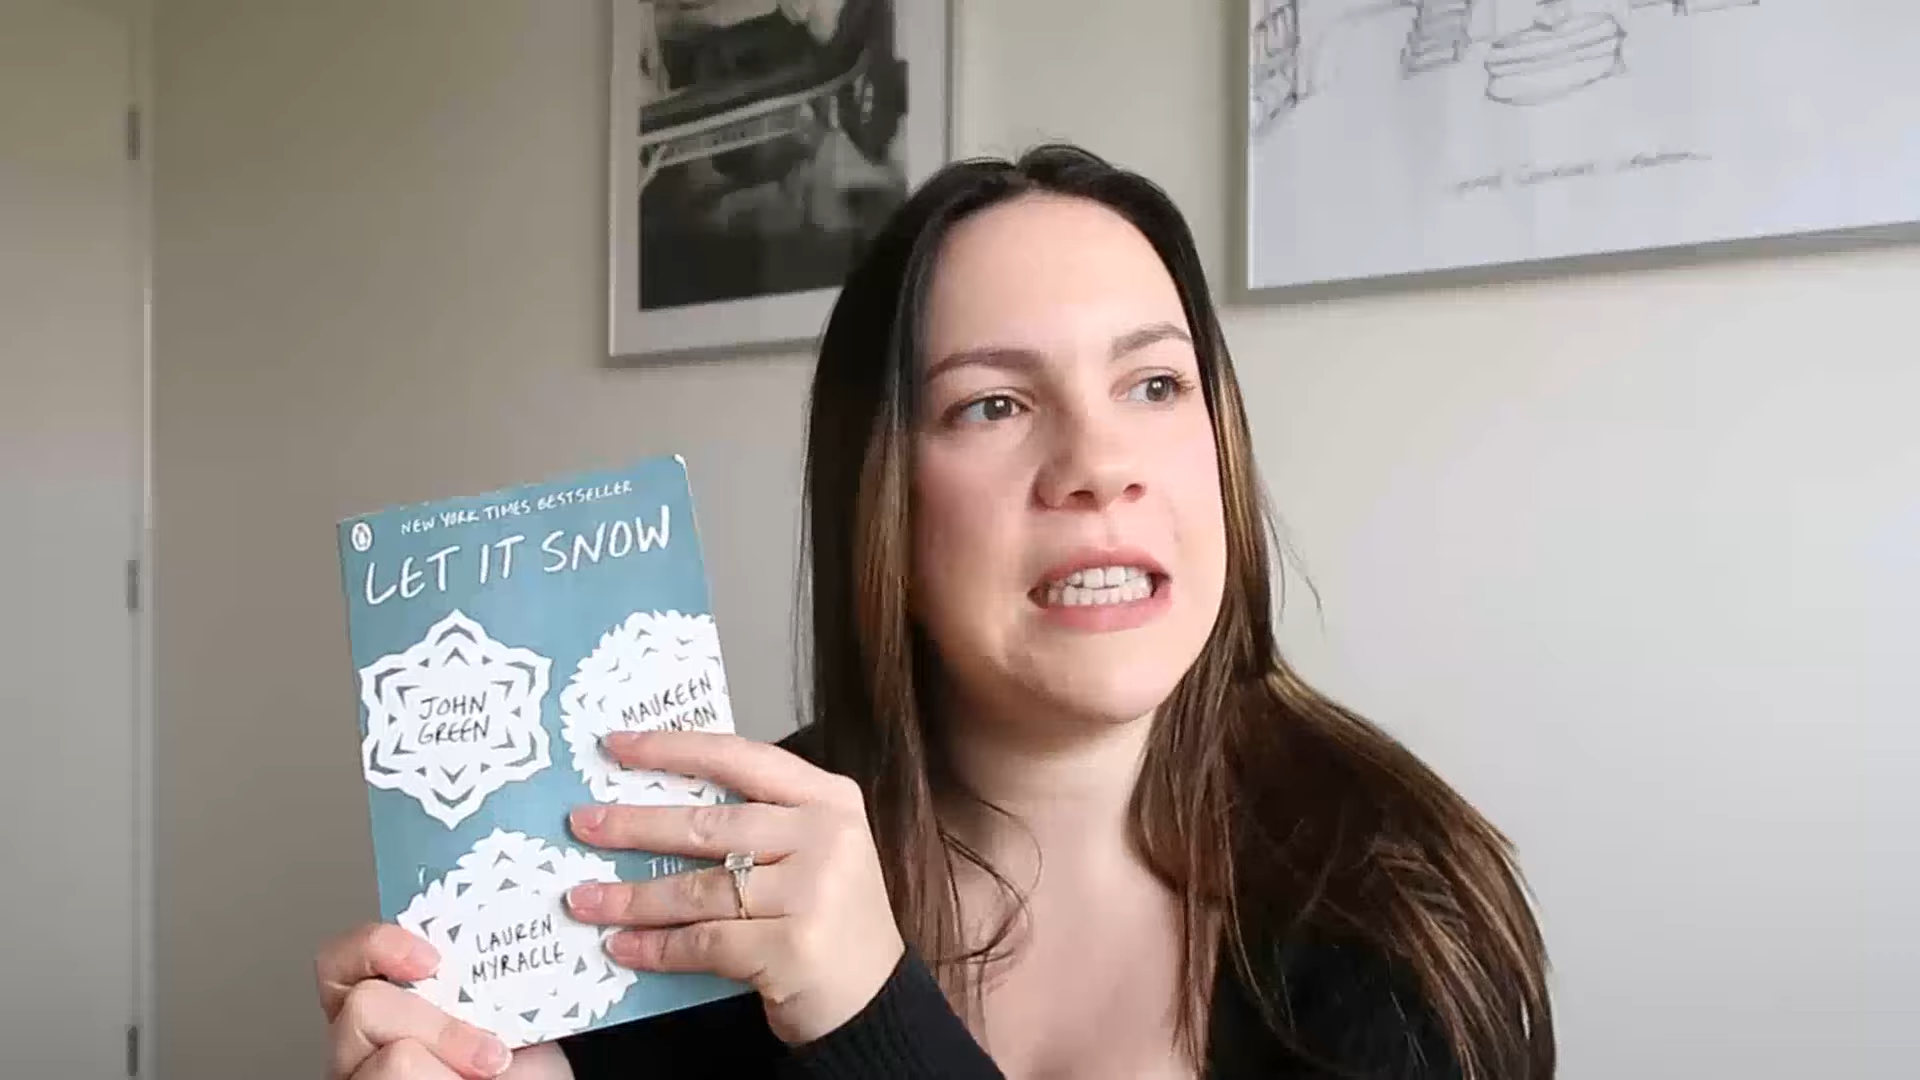 NEW YORK TIMES BESTSELLER
LET IT SNOW
JOHN
GREEN
MAUREEN
LAUREN
MYRACLE